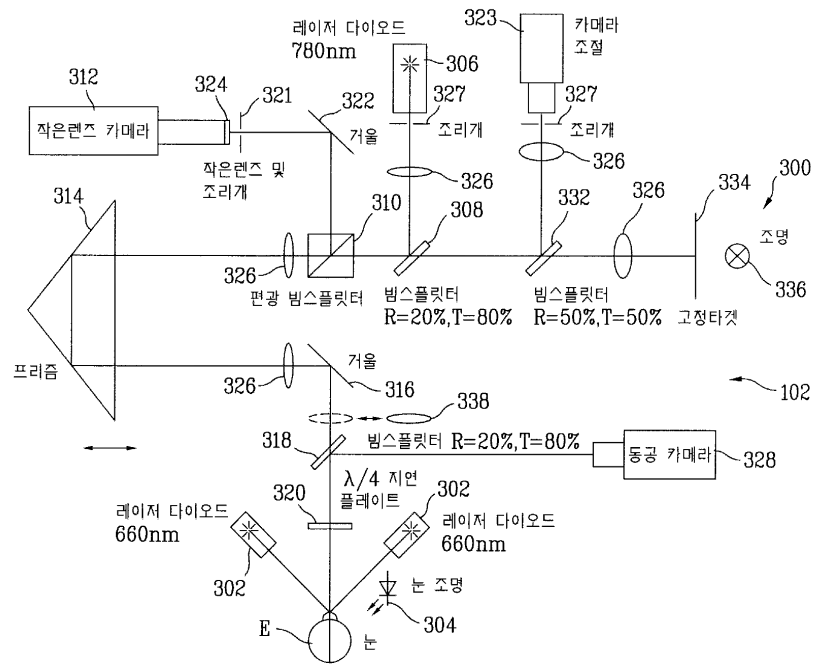 레이저 다이오드
780nm
306
323
카메라
조절
312
324
321
322
327
327
작은렌즈 카메라
거울
조리개
조리개
작은렌즈 및
조리개
326
326
314
310
308
332
326
334
300
조명
326
336
편광 빔스플릿터
빔스플릿터
R=20%,T=80%
빔스플릿터
R=50%,T=50%
고정타겟
프리즘
326
거울
316
102
338
318
빔스플릿터 R=20%,T=80%
동공 카메라
328
λ/4 지연
플레이트
320
302
레이저 다이오드
660nm
레이저 다이오드
660nm
302
눈 조명
304
E
눈